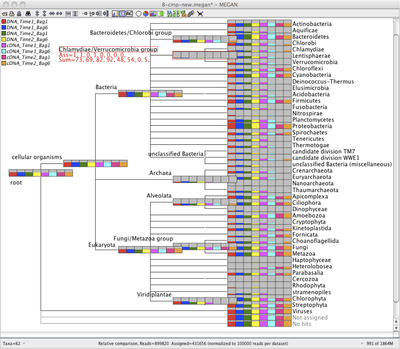 8-cmp-new.megan* - MEGAN
DNA_Time1_Bag1
DNA_Time2_Bag1
cDNA_Time1_Bag1
cDNA_Time2_Bag1
Bacteroidetes/Chlorobi group
Chlamydiae/Verrucomicrobia group
Bacteria
unclassified Bacteria
cellular organisms
root
Archaea
Alveolata
Fungi/Metazoa group
Eukaryota
Viridiplantae
Actinobacteria
Aquificae
Bacteroidetes
Chlorobi
Chlamydiae
Lentisphaerae
Verrucomicrobia
Chloroflexi
Cyanobacteria
Deinococcus-Thermus
Elusimicrobia
Acidobacteria
Firmicutes
Fusobacteria
Nitrospirae
Planctomycetes
Proteobacteria
Spirochaetes
Tenericutes
Thermotogae
candidate division TM7
candidate division WWE1
unclassified Bacteria (miscellaneous)
Crenarchaeota
Euryarchaeota
Nanoarchaeota
Thaumarchaeota
Apicomplexa
Ciliophora
Dinophyceae
Amoebozoa
Cryptophyta
Kinetoplastida
Fornicata
Choanoflagellida
Fungi
Metazoa
Haptophyceae
Heterolobosea
Parabasalia
Cercozoa
Rhodophyta
stramenopiles
Chlorophyta
Streptophyta
Viruses
Not assigned
No hits
Taxa=62
Relative comparison, Reads=899820 Assigned=431656 (normalized to 100000 reads per dataset)
991 of 1864M